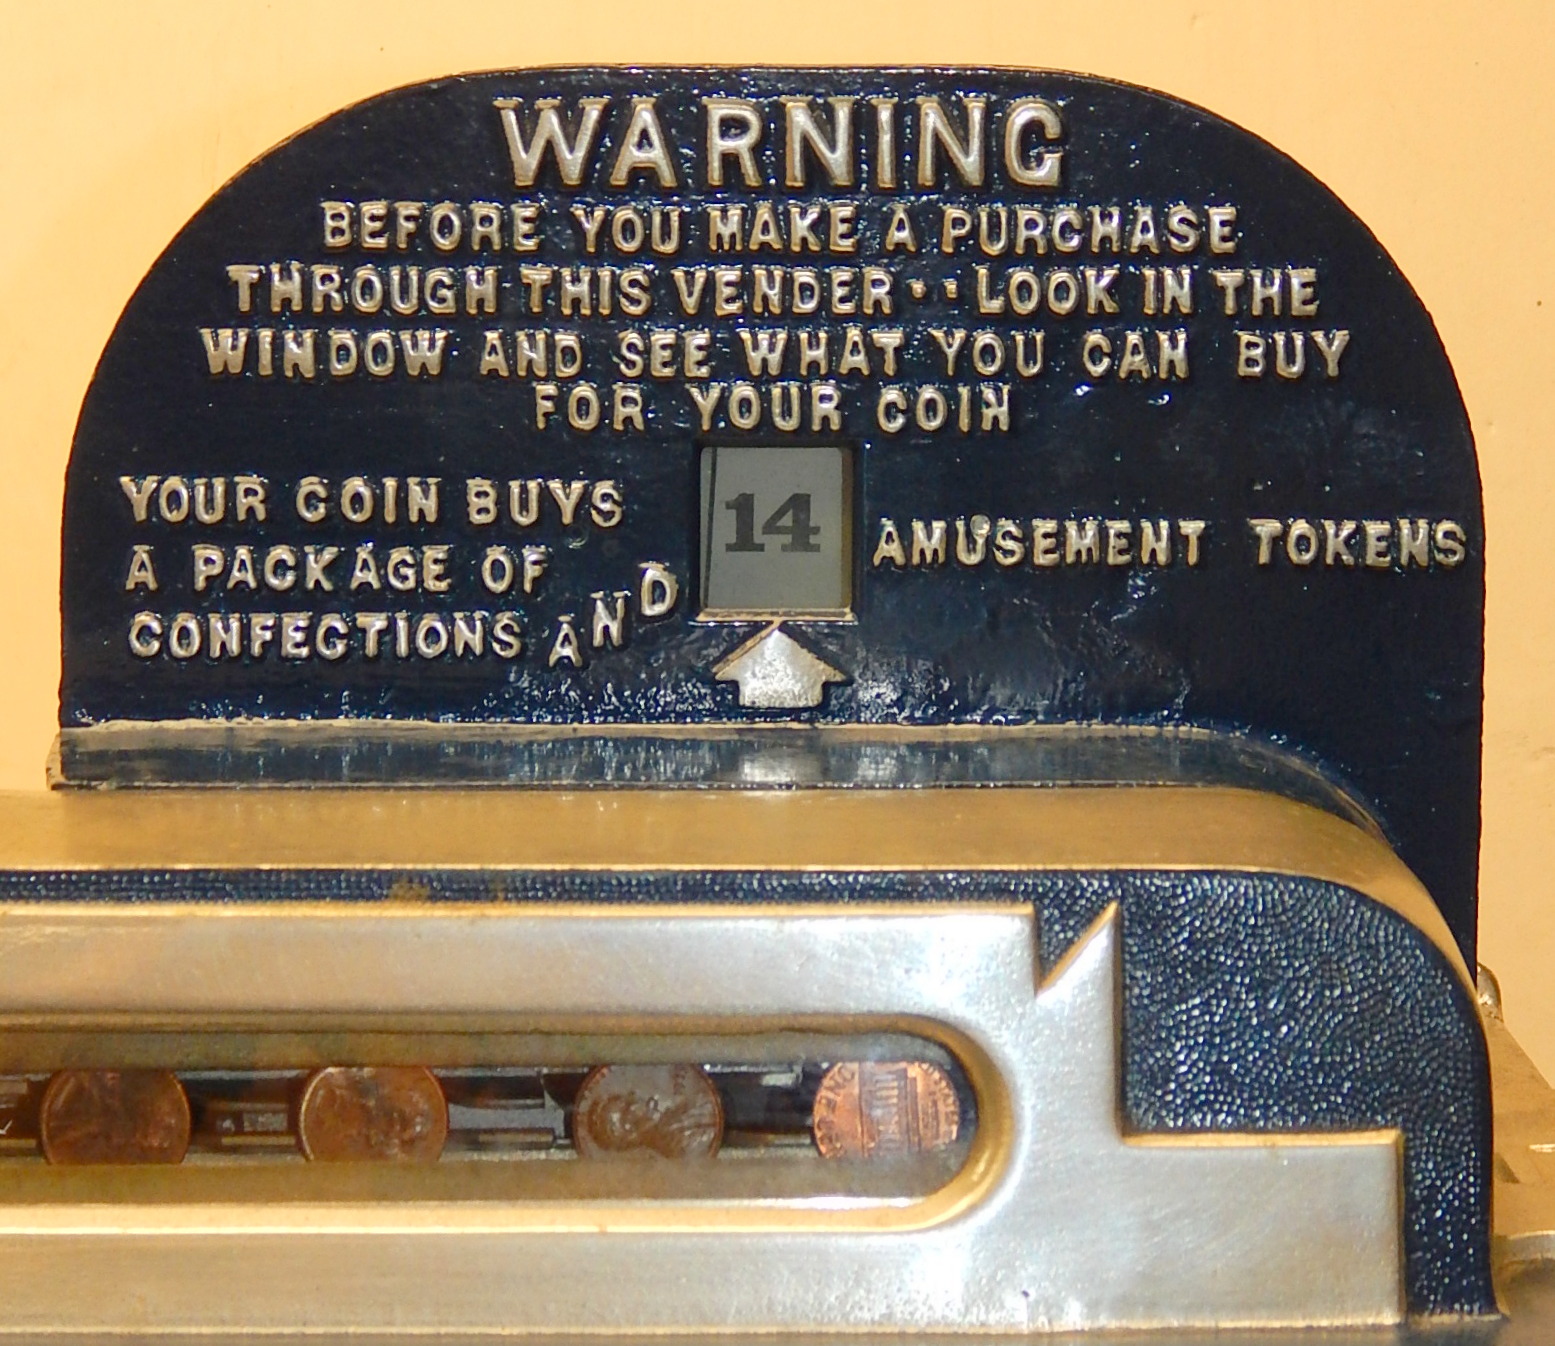 WARNING
BEFORE YOU MAKE A PURCHASE
THROUGH THIS VENDER·· LOOK IN THE
WINDOW AND SEE WHAT YOU CAN BUY
FOR YOUR COIN
YOUR COIN BUYS
A PACKAGE OF
CONFECTIONS AND
14
AMUSEMENT TOKENS